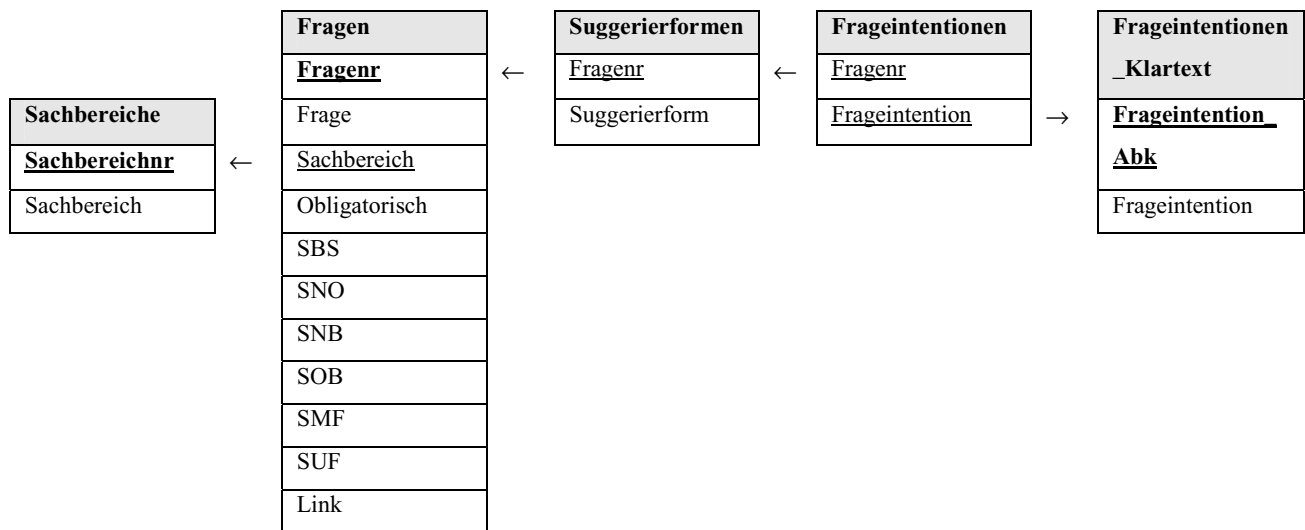 Sachbereiche
Sachbereichnr
Sachbereich
←
Fragen
Fragenr
Frage
Sachbereich
Obligatorisch
SBS
SNO
SNB
SOB
SMF
SUF
Link
←
Suggerierformen
Fragenr
Suggerierform
←
Frageintentionen
Fragenr
Frageintention
→
Frageintentionen
_Klartext
Frageintention_
Abk
Frageintention